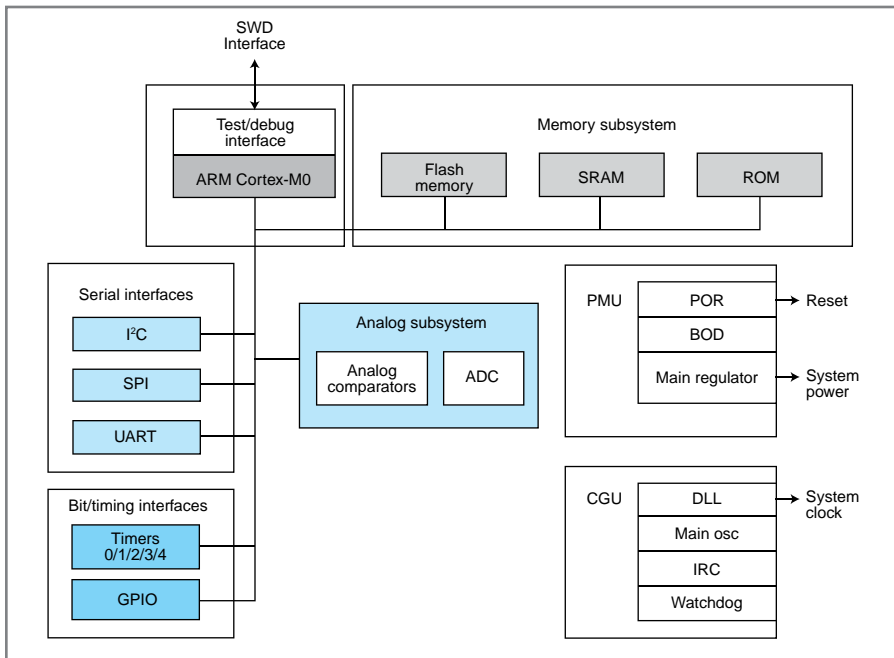 SWD
Interface
Test/debug
interface
ARM Cortex-M0
Memory subsystem
Flash
memory
SRAM
ROM
Serial interfaces
I²C
SPI
UART
Analog subsystem
Analog
comparators
ADC
PMU
POR
BOD
Main regulator
Reset
System
power
Bit/timing interfaces
Timers
0/1/2/3/4
GPIO
CGU
DLL
Main osc
IRC
Watchdog
System
clock